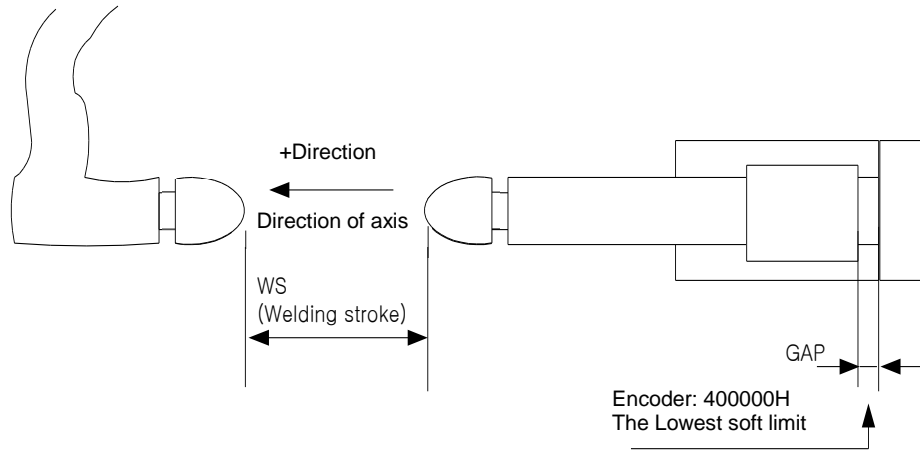 +Direction
Direction of axis
WS
(Welding stroke)
GAP
Encoder: 400000H
The Lowest soft limit